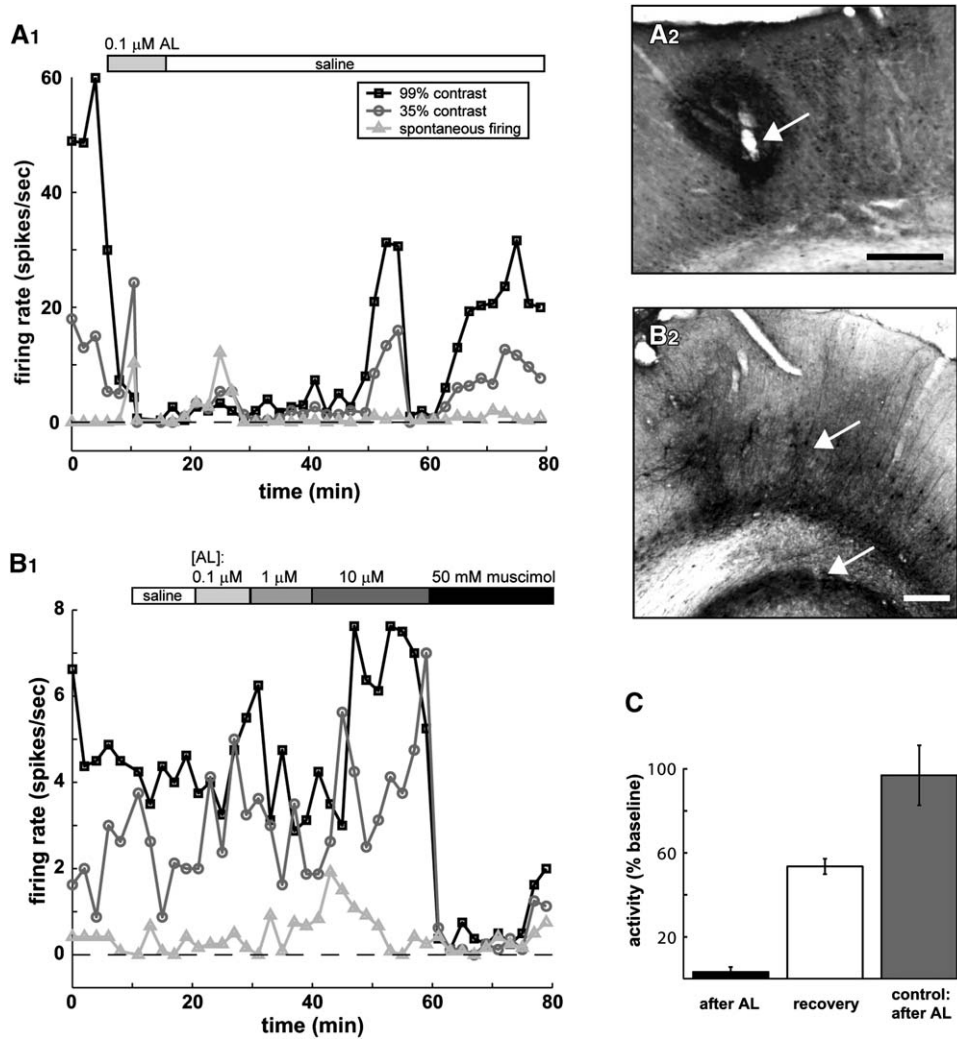 A1
0.1 µM AL
saline
99% contrast
35% contrast
spontaneous firing
60
40
20
0
firing rate (spikes/sec)
0 20 40 60 80
time (min)
A2
B2
B1
[AL]:
saline 0.1 µM 1 µM 10 µM 50 mM muscimol
8
6
4
2
0
firing rate (spikes/sec)
0 20 40 60 80
time (min)
C
100
60
20
activity (% baseline)
after AL recovery control:
after AL